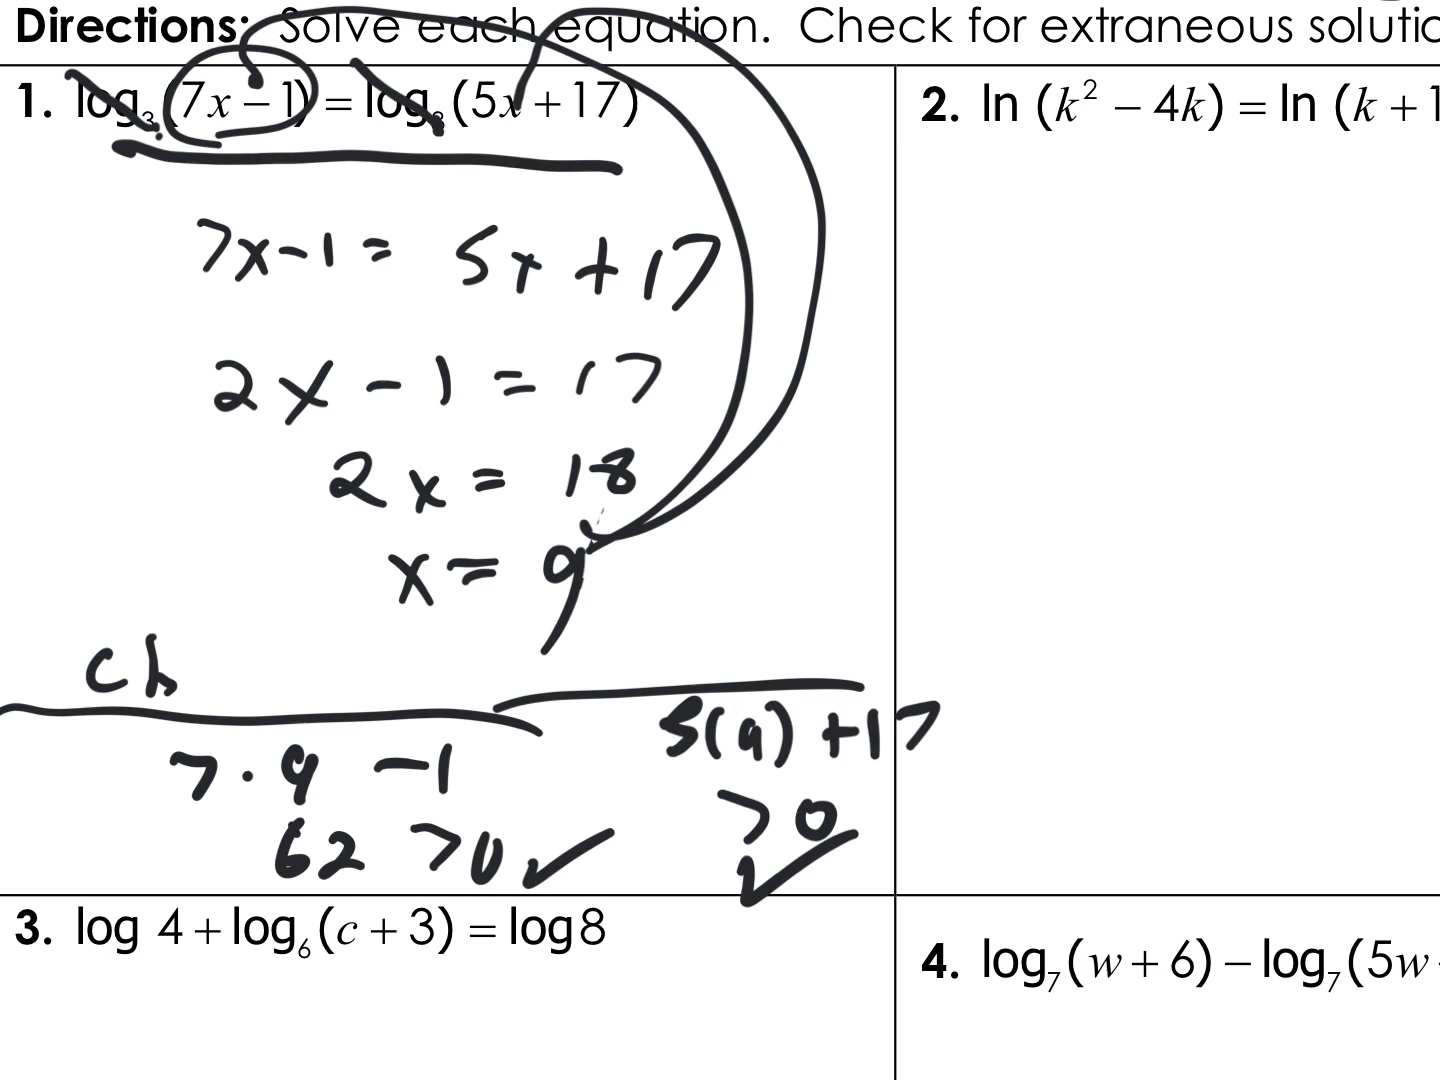 Directions: Solve each equation. Check for extraneous solutio
1. log₃(7x − 1) = log₃(5x + 17)
7x-1 = 5x + 17
2x - 1 = 17
2x = 18
x = 9
ch
7 · 9 - 1
62 > 0 ✓
5(9) + 17
> 0
✓
2. ln (k² − 4k) = ln (k + 1
3. log 4 + log₆(c + 3) = log 8
4. log₇(w + 6) − log₇(5w